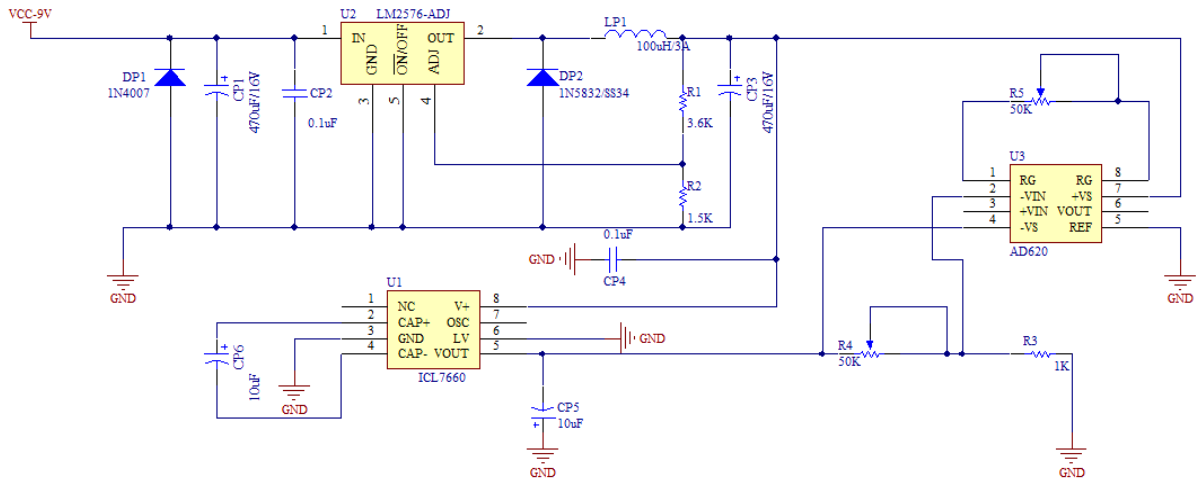 VCC-9V
U2 LM2576-ADJ
1 IN OUT 2
GND ON/OFF ADJ
3 5 4
DP1
1N4007
CP1
470uF/16V
CP2
0.1uF
DP2
1N5832/SS34
LP1
100uH/3A
R1
3.6K
R2
1.5K
CP3
470uF/16V
GND
R5
50K
U3
1 RG RG 8
2 -VIN +VS 7
3 +VIN VOUT 6
4 -VS REF 5
AD620
GND
0.1uF
GND
CP4
U1
1 NC V+ 8
2 CAP+ OSC 7
3 GND LV 6
4 CAP- VOUT 5
ICL7660
GND
CP6
10uF
GND
CP5
10uF
GND
R4
50K
R3
1K
GND